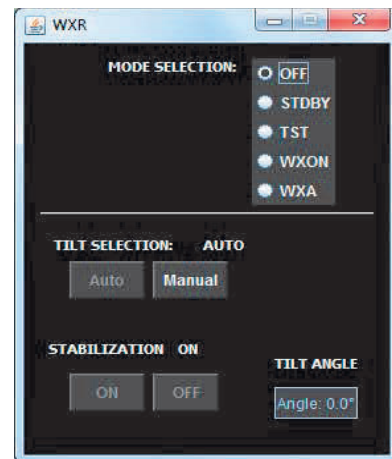 WXR
MODE SELECTION:
OFF
STDBY
TST
WXON
WXA
TILT SELECTION: AUTO
Auto Manual
STABILIZATION ON
TILT ANGLE
ON OFF
Angle: 0.0°